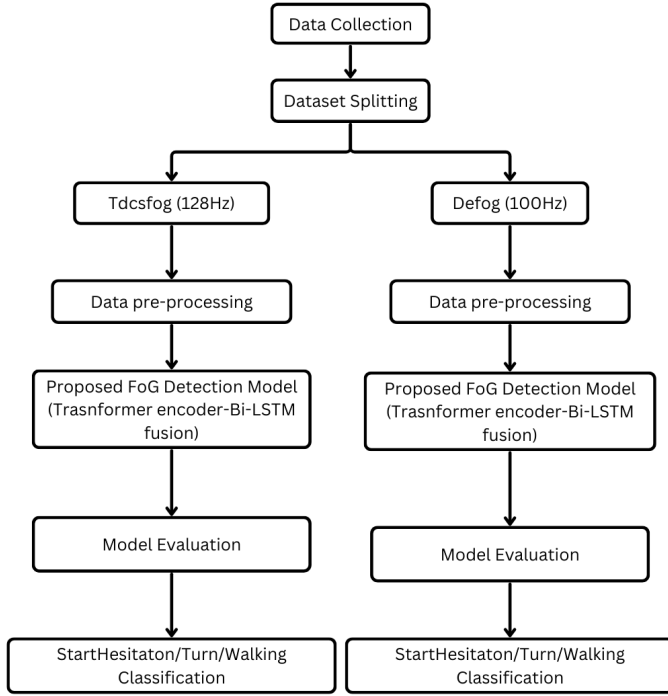 Data Collection
Dataset Splitting
Tdcsfog (128Hz)
Defog (100Hz)
Data pre-processing
Data pre-processing
Proposed FoG Detection Model
(Trasnformer encoder-Bi-LSTM
fusion)
Proposed FoG Detection Model
(Trasnformer encoder-Bi-LSTM
fusion)
Model Evaluation
Model Evaluation
StartHesitaton/Turn/Walking
Classification
StartHesitaton/Turn/Walking
Classification